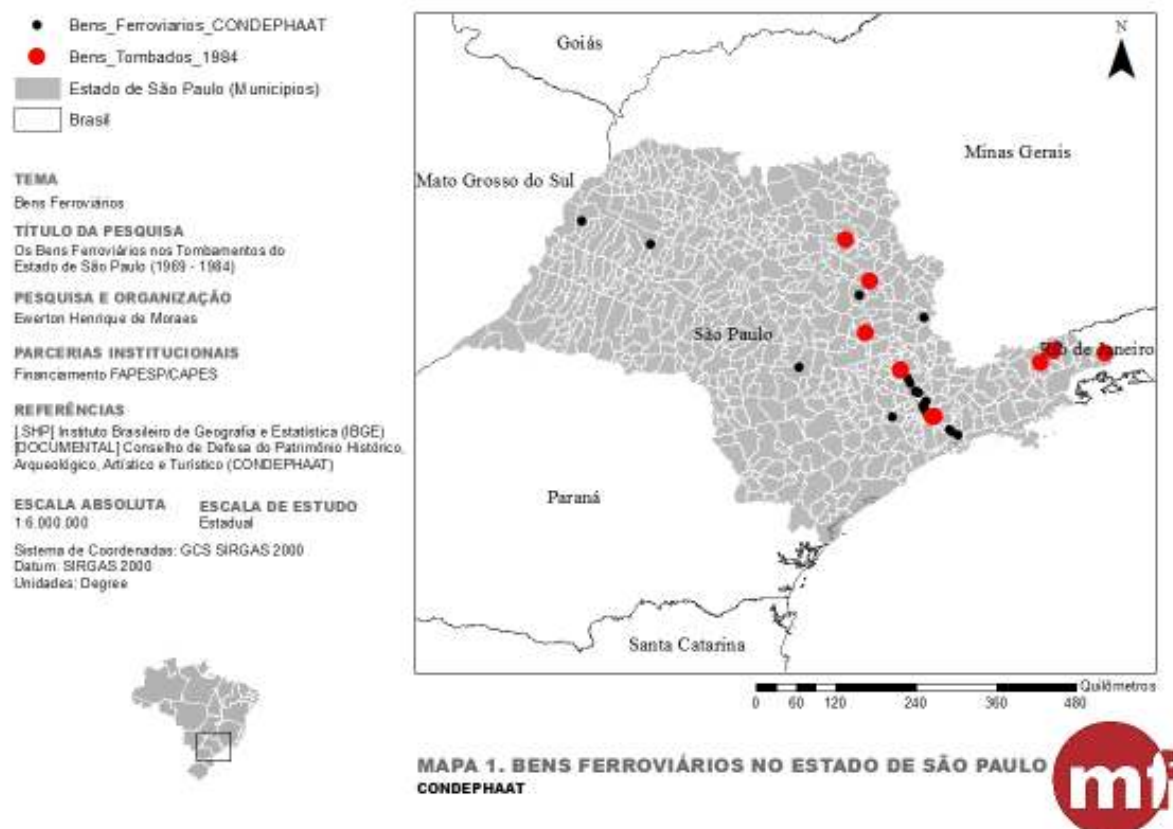 Bens_Ferroviarios_CONDEPHAAT
Bens_Tombados_1984
Estado de São Paulo (Municipios)
Brasil
TEMA
Bens Ferroviários
TÍTULO DA PESQUISA
Os Bens Ferroviários nos Tombamentos do
Estado de São Paulo (1969 - 1984)
PESQUISA E ORGANIZAÇÃO
Ewerton Henrique de Moraes
PARCERIAS INSTITUCIONAIS
Financiamento FAPESP/CAPES
REFERÊNCIAS
[.SHP] Instituto Brasileiro de Geografia e Estatística (IBGE)
[DOCUMENTAL] Conselho de Defesa do Patrimônio Histórico,
Arqueológico, Artístico e Turístico (CONDEPHAAT)
ESCALA ABSOLUTA
1:6.000.000
ESCALA DE ESTUDO
Estadual
Sistema de Coordenadas: GCS SIRGAS 2000
Datum: SIRGAS 2000
Unidades: Degree
N
Goiás
Minas Gerais
Mato Grosso do Sul
São Paulo
Rio de Janeiro
Paraná
Santa Catarina
Quilômetros
0 60 120 240 360 480
MAPA 1. BENS FERROVIÁRIOS NO ESTADO DE SÃO PAULO
CONDEPHAAT